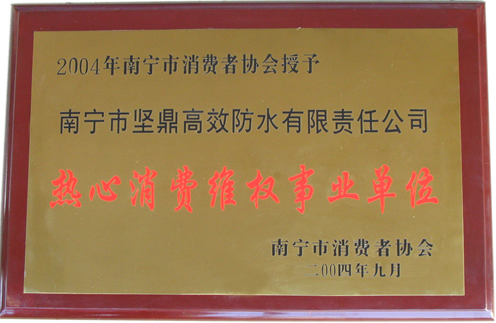 2004年南宁市消费者协会授予
南宁市坚鼎高效防水有限责任公司
热心消费维权事业单位
南宁市消费者协会
二00四年九月